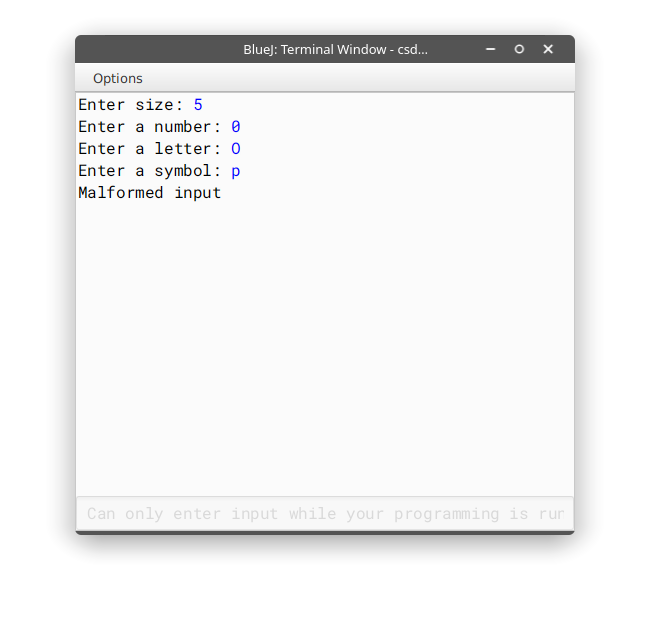 BlueJ: Terminal Window - csd...
Options
Enter size: 5
Enter a number: 0
Enter a letter: O
Enter a symbol: p
Malformed input
Can only enter input while your programming is rur